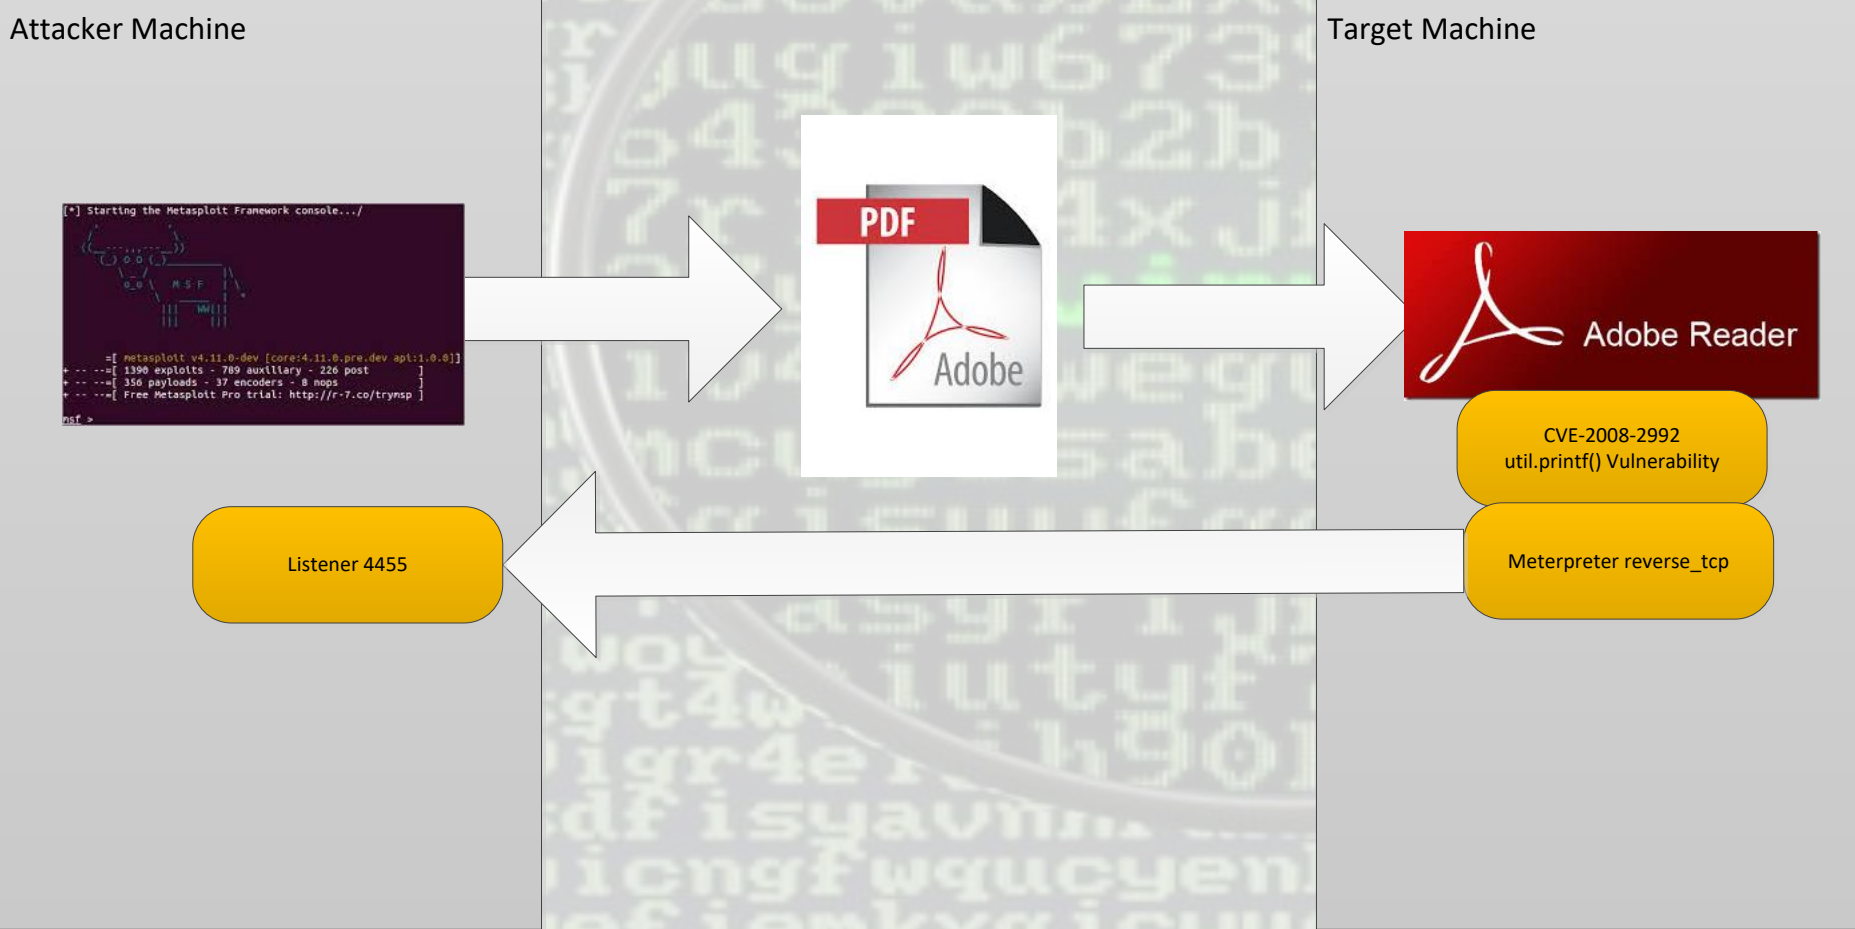 Attacker Machine
Target Machine
[*] Starting the Metasploit Framework console.../
M S F
=[ metasploit v4.11.0-dev [core:4.11.0.pre.dev api:1.0.0]]
+ -- --=[ 1390 exploits - 789 auxiliary - 226 post ]
+ -- --=[ 356 payloads - 37 encoders - 8 nops ]
+ -- --=[ Free Metasploit Pro trial: http://r-7.co/trymsp ]
msf >
PDF
Adobe
Adobe Reader
CVE-2008-2992
util.printf() Vulnerability
Listener 4455
Meterpreter reverse_tcp